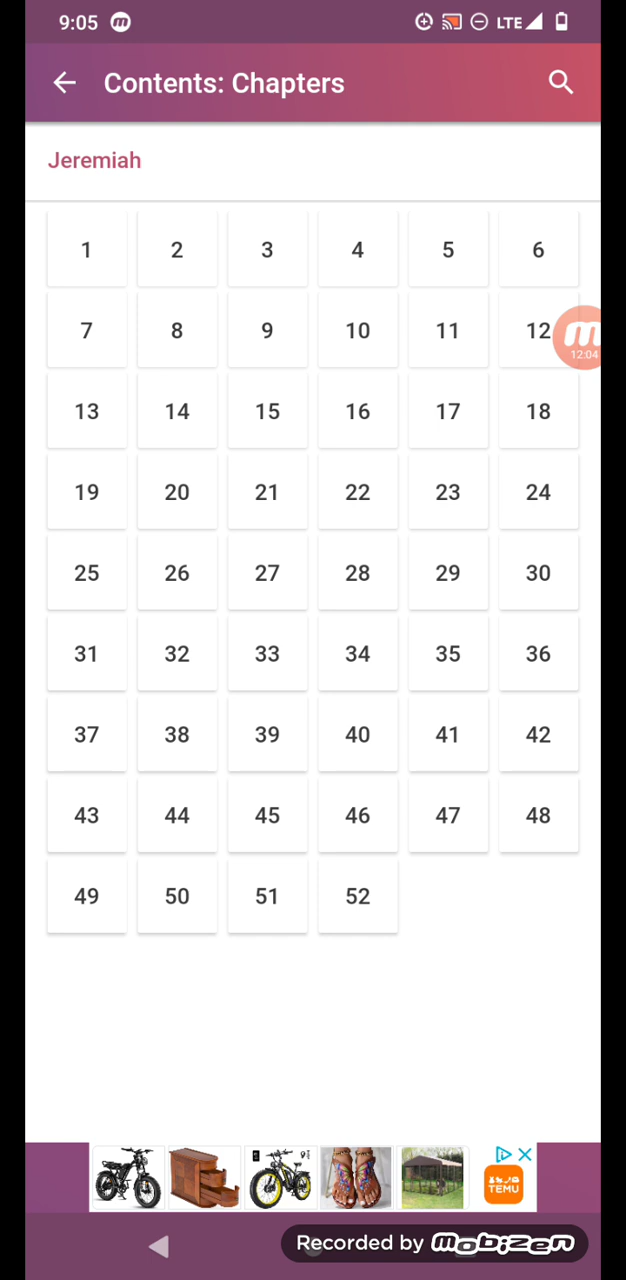 9:05 LTE
Contents: Chapters
Jeremiah
1 2 3 4 5 6
7 8 9 10 11 12
12:04
13 14 15 16 17 18
19 20 21 22 23 24
25 26 27 28 29 30
31 32 33 34 35 36
37 38 39 40 41 42
43 44 45 46 47 48
49 50 51 52
TEMU
Recorded by mobizen